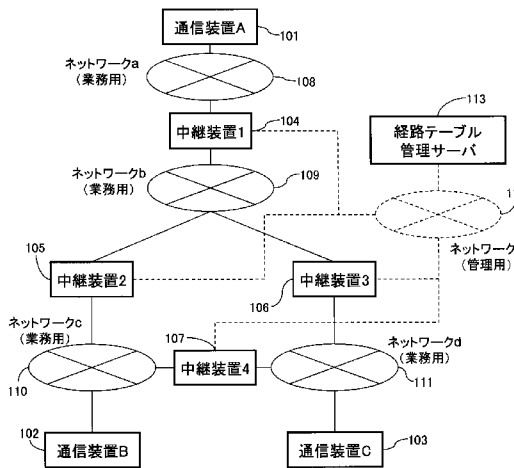 通信装置A
101
ネットワークa
(業務用)
108
113
中継装置1
104
経路テーブル
管理サーバ
ネットワークb
(業務用)
109
11
ネットワーク
(管理用)
105
中継装置2
中継装置3
106
ネットワークc
(業務用)
107
ネットワークd
(業務用)
中継装置4
110
111
102
通信装置B
通信装置C
103